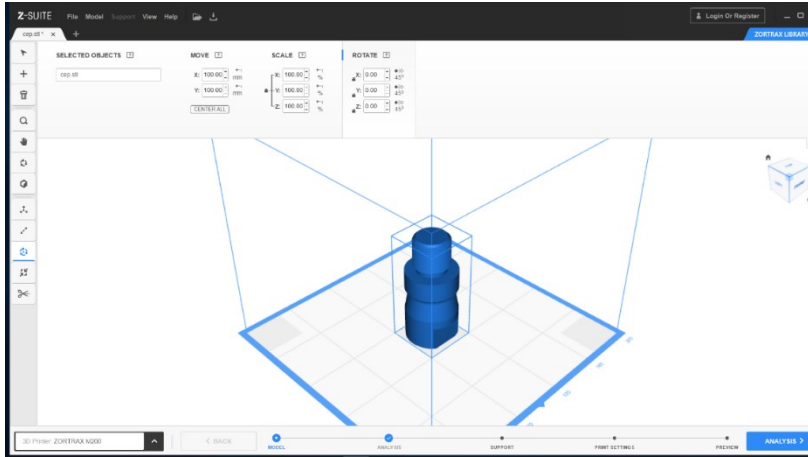 Z-SUITE File Model Support View Help Login Or Register
cep.stl* × + ZORTRAX LIBRARY
SELECTED OBJECTS ? MOVE ? SCALE ? ROTATE ?
cep.stl X: 100.00 mm X: 100.00 % X: 0.00 45°
Y: 100.00 mm Y: 100.00 % Y: 0.00 45°
CENTER ALL Z: 100.00 % Z: 0.00 45°
3D Printer: ZORTRAX M200 < BACK MODEL ANALYSIS SUPPORT PRINT SETTINGS PREVIEW ANALYSIS >